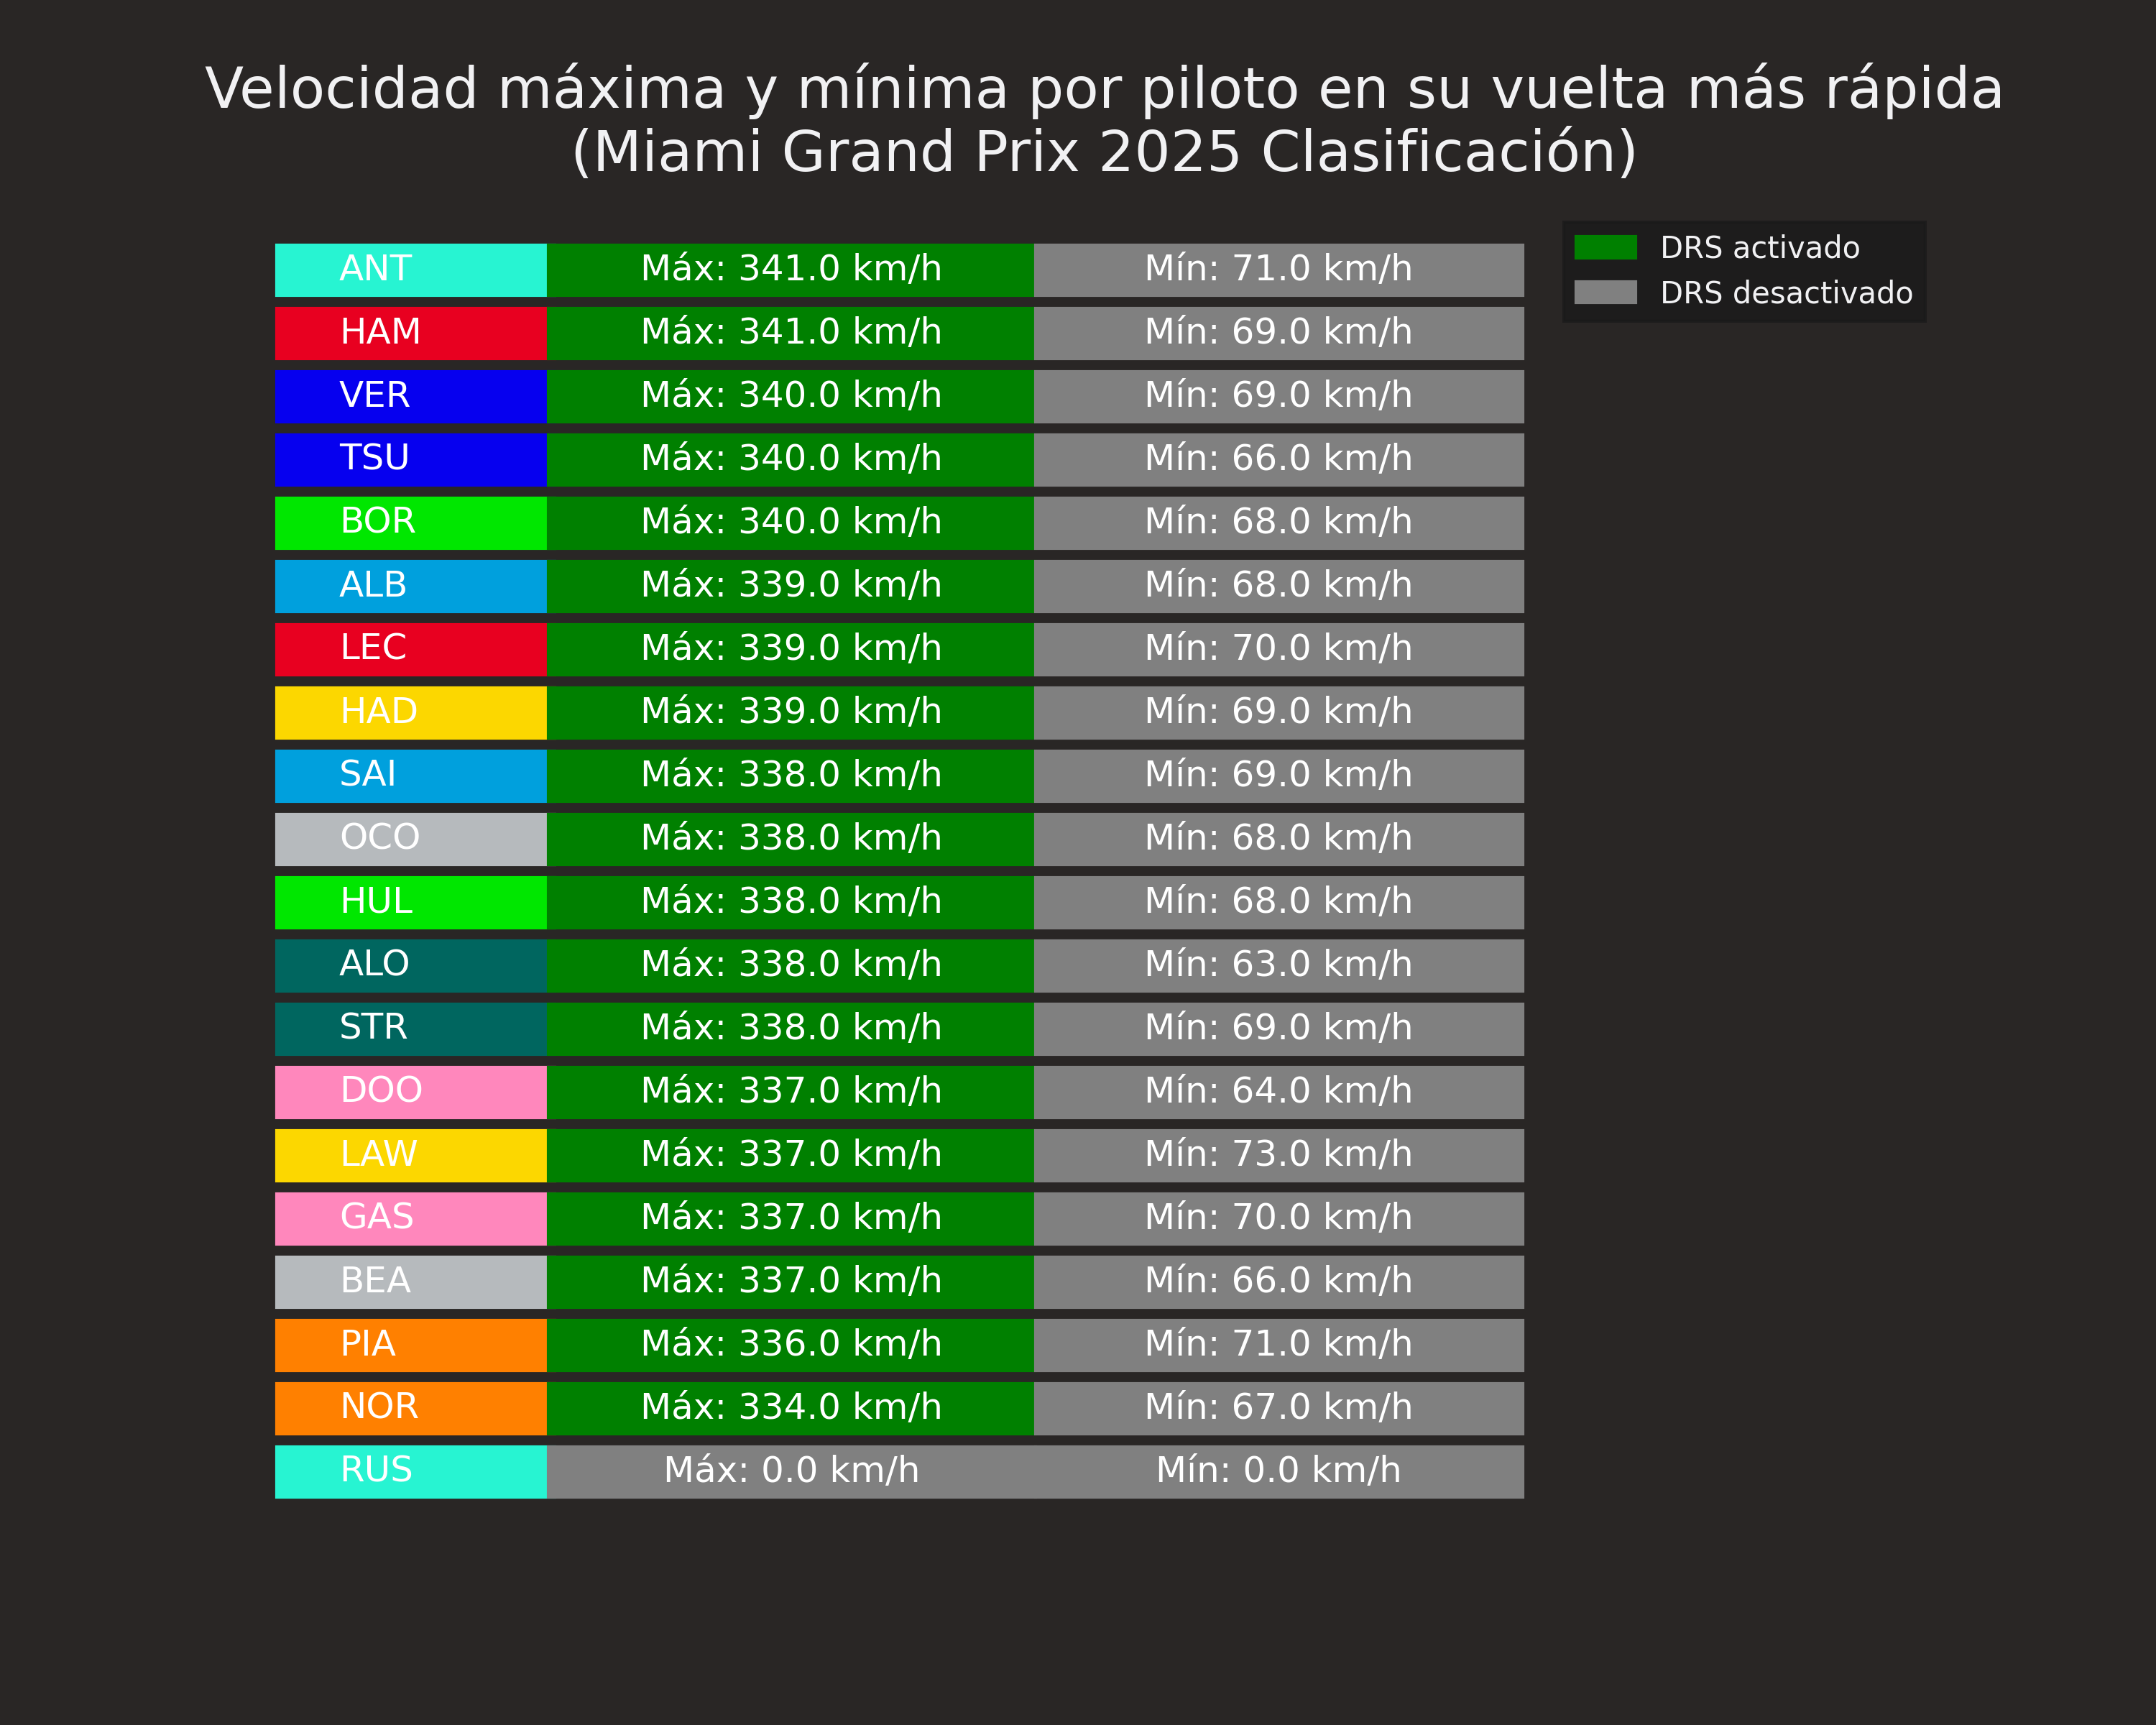 Velocidad máxima y mínima por piloto en su vuelta más rápida
(Miami Grand Prix 2025 Clasificación)
DRS activado
DRS desactivado
ANT Máx: 341.0 km/h Mín: 71.0 km/h
HAM Máx: 341.0 km/h Mín: 69.0 km/h
VER Máx: 340.0 km/h Mín: 69.0 km/h
TSU Máx: 340.0 km/h Mín: 66.0 km/h
BOR Máx: 340.0 km/h Mín: 68.0 km/h
ALB Máx: 339.0 km/h Mín: 68.0 km/h
LEC Máx: 339.0 km/h Mín: 70.0 km/h
HAD Máx: 339.0 km/h Mín: 69.0 km/h
SAI Máx: 338.0 km/h Mín: 69.0 km/h
OCO Máx: 338.0 km/h Mín: 68.0 km/h
HUL Máx: 338.0 km/h Mín: 68.0 km/h
ALO Máx: 338.0 km/h Mín: 63.0 km/h
STR Máx: 338.0 km/h Mín: 69.0 km/h
DOO Máx: 337.0 km/h Mín: 64.0 km/h
LAW Máx: 337.0 km/h Mín: 73.0 km/h
GAS Máx: 337.0 km/h Mín: 70.0 km/h
BEA Máx: 337.0 km/h Mín: 66.0 km/h
PIA Máx: 336.0 km/h Mín: 71.0 km/h
NOR Máx: 334.0 km/h Mín: 67.0 km/h
RUS Máx: 0.0 km/h Mín: 0.0 km/h